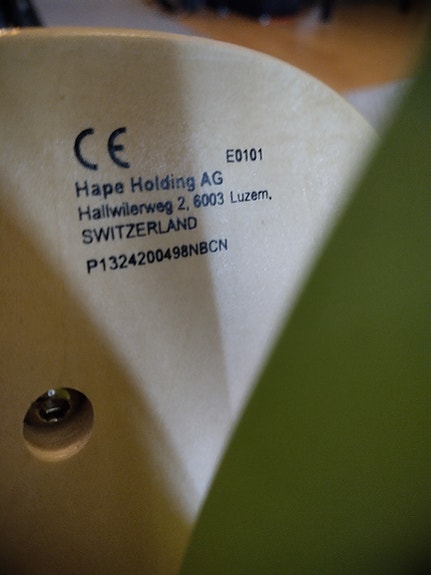 CE E0101
Hape Holding AG
Hallwilerweg 2, 6003 Luzern,
SWITZERLAND
P1324200498NBCN